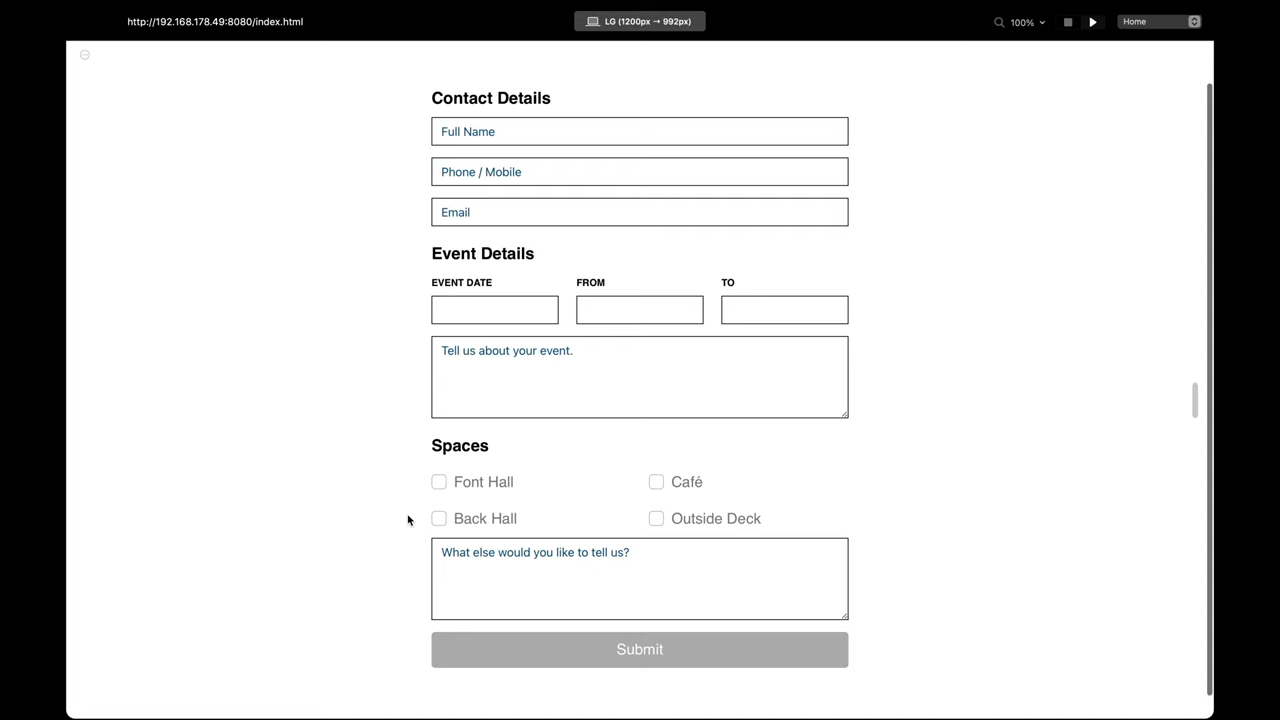 http://192.168.178.49:8080/index.html
LG (1200px → 992px)
100%
Home
Contact Details
Full Name
Phone / Mobile
Email
Event Details
EVENT DATE FROM TO
Tell us about your event.
Spaces
Font Hall Café
Back Hall Outside Deck
What else would you like to tell us?
Submit